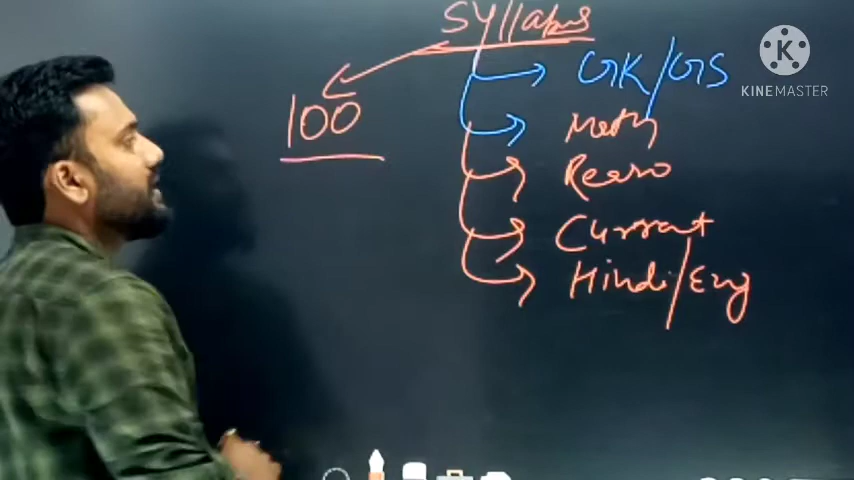 Syllabus
100
GK/GS
Math
Reaso
Current
Hindi/Eng
KINEMASTER